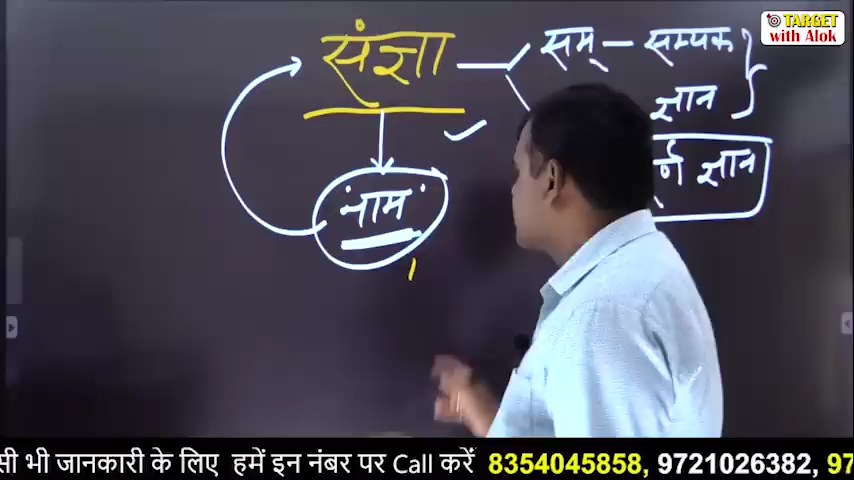 TARGET
with Alok
संज्ञा
सम् - सम्यक
ज्ञान
र्ण ज्ञान
नाम
सी भी जानकारी के लिए हमें इन नंबर पर Call करें 8354045858, 9721026382, 97